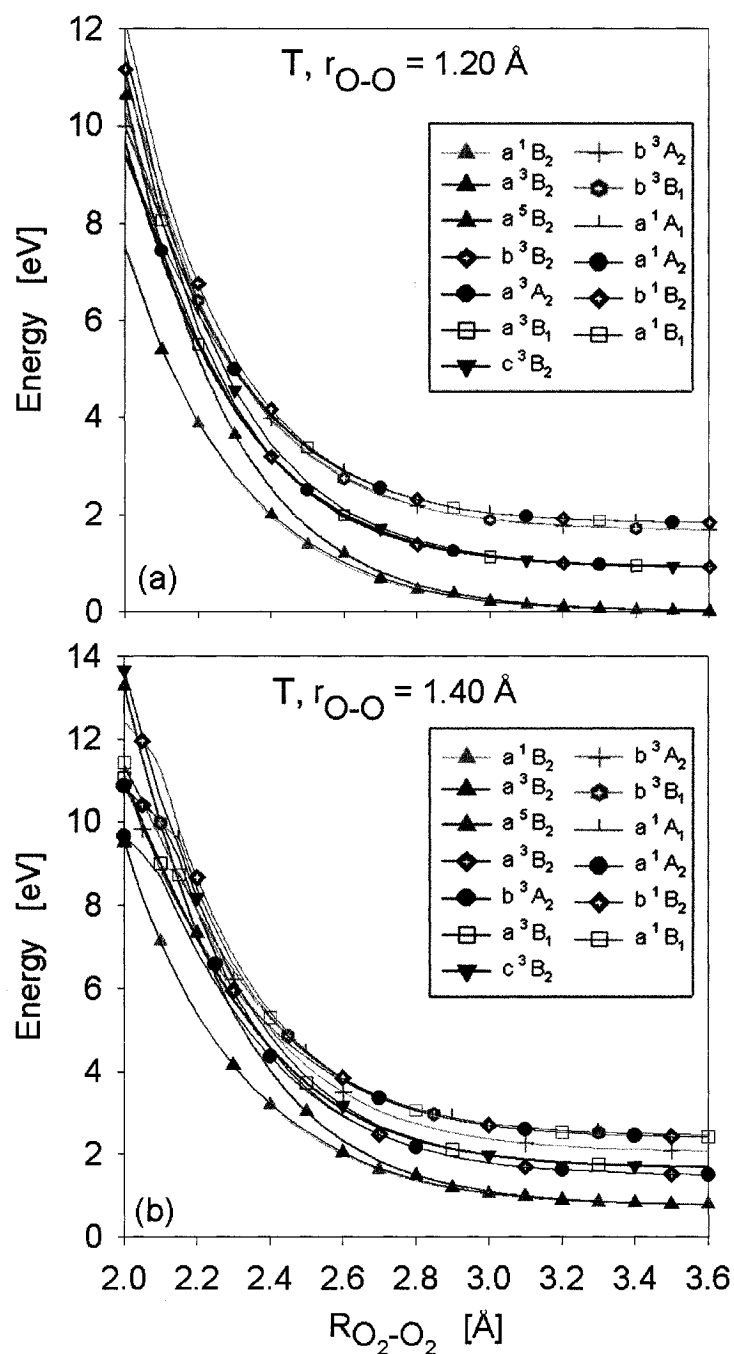 12
10
8
6
4
2
0
Energy [eV]
T, r_O-O = 1.20 Å
a ¹B₂ b ³A₂
a ³B₂ b ³B₁
a ⁵B₂ a ¹A₁
b ³B₂ a ¹A₂
a ³A₂ b ¹B₂
a ³B₁ a ¹B₁
c ³B₂
(a)
14
12
10
8
6
4
2
0
Energy [eV]
T, r_O-O = 1.40 Å
a ¹B₂ b ³A₂
a ³B₂ b ³B₁
a ⁵B₂ a ¹A₁
a ³B₂ a ¹A₂
b ³A₂ b ¹B₂
a ³B₁ a ¹B₁
c ³B₂
(b)
2.0 2.2 2.4 2.6 2.8 3.0 3.2 3.4 3.6
R_O₂-O₂ [Å]